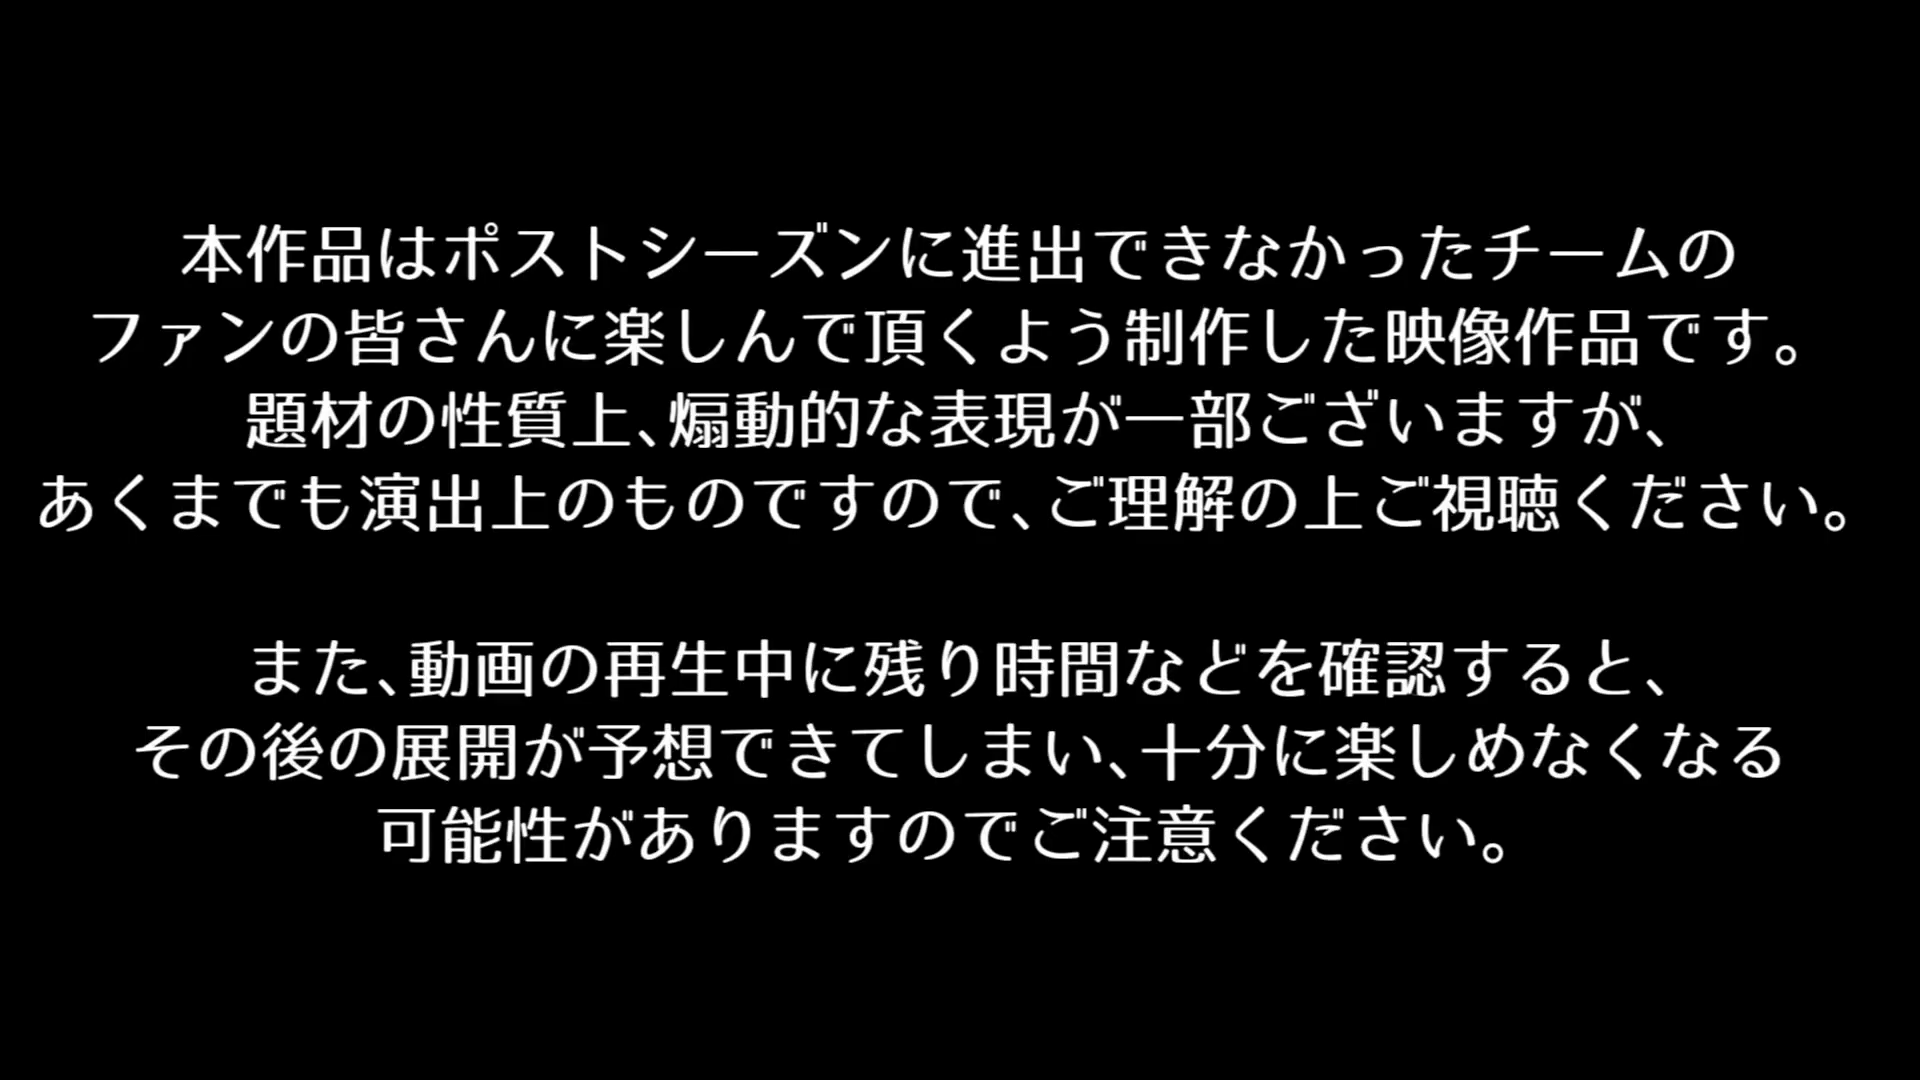 本作品はポストシーズンに進出できなかったチームの
ファンの皆さんに楽しんで頂くよう制作した映像作品です。
題材の性質上、煽動的な表現が一部ございますが、
あくまでも演出上のものですので、ご理解の上ご視聴ください。
また、動画の再生中に残り時間などを確認すると、
その後の展開が予想できてしまい、十分に楽しめなくなる
可能性がありますのでご注意ください。